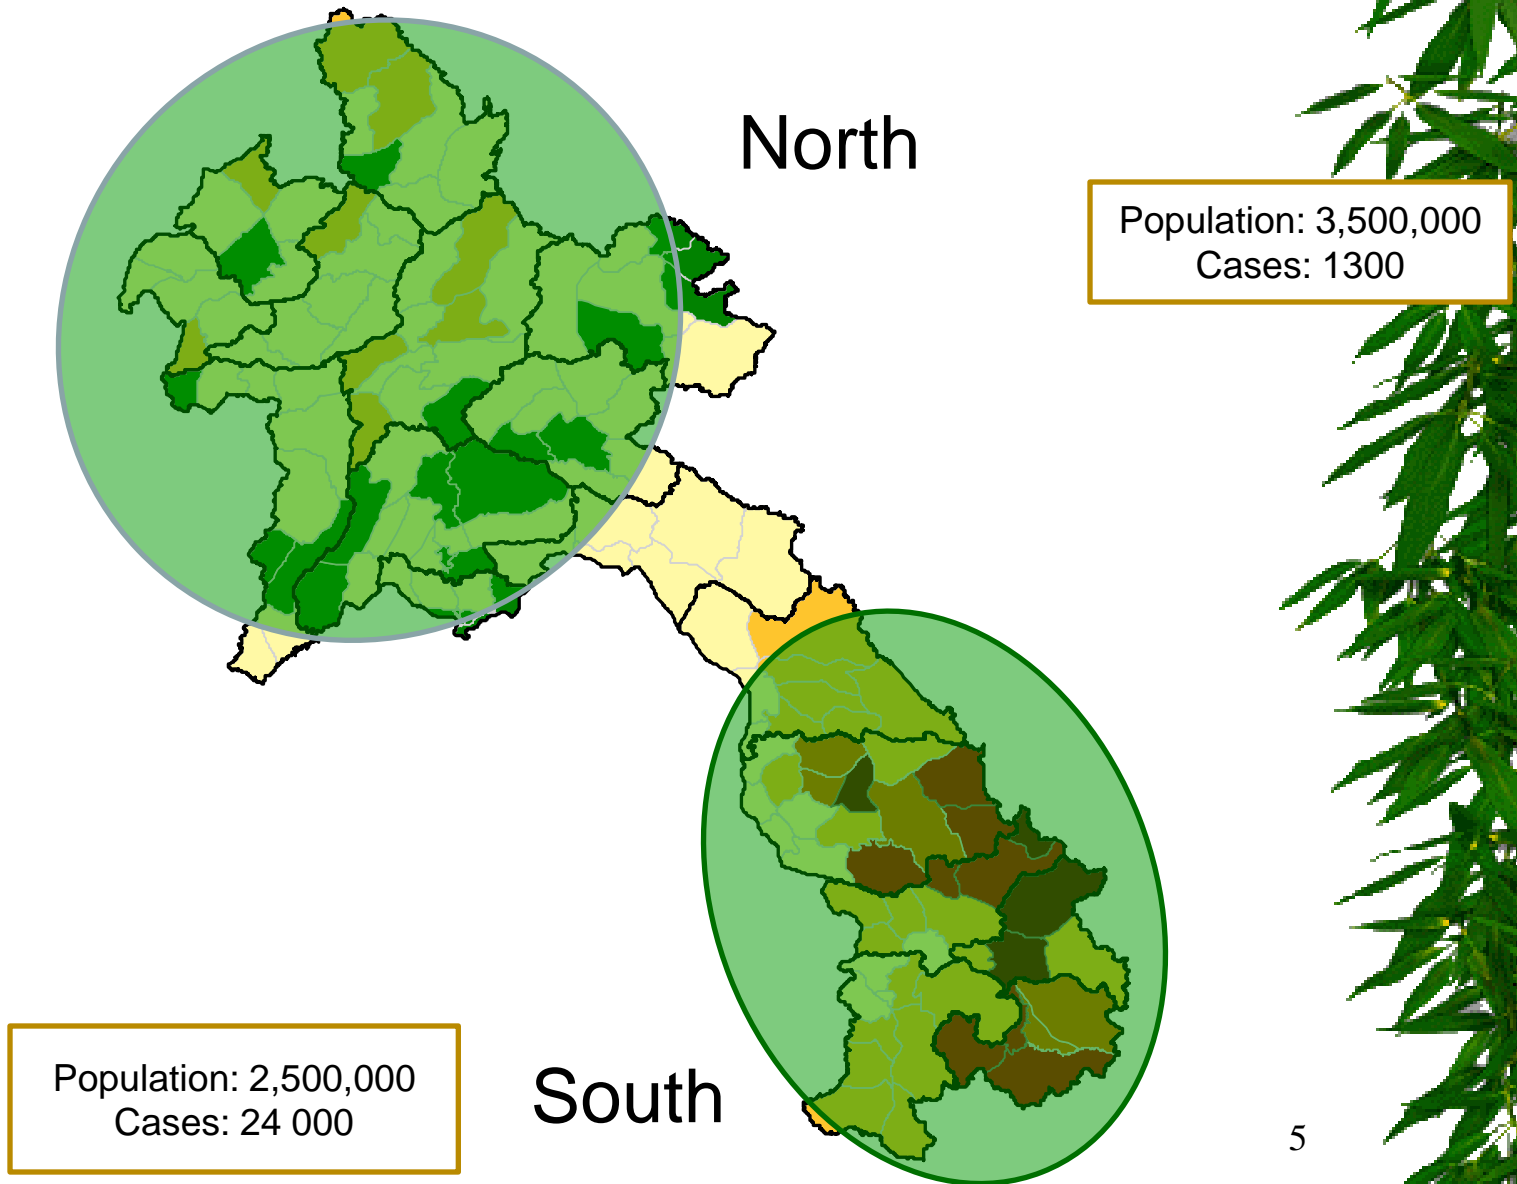 North
Population: 3,500,000
Cases: 1300
Population: 2,500,000
Cases: 24 000
South
5